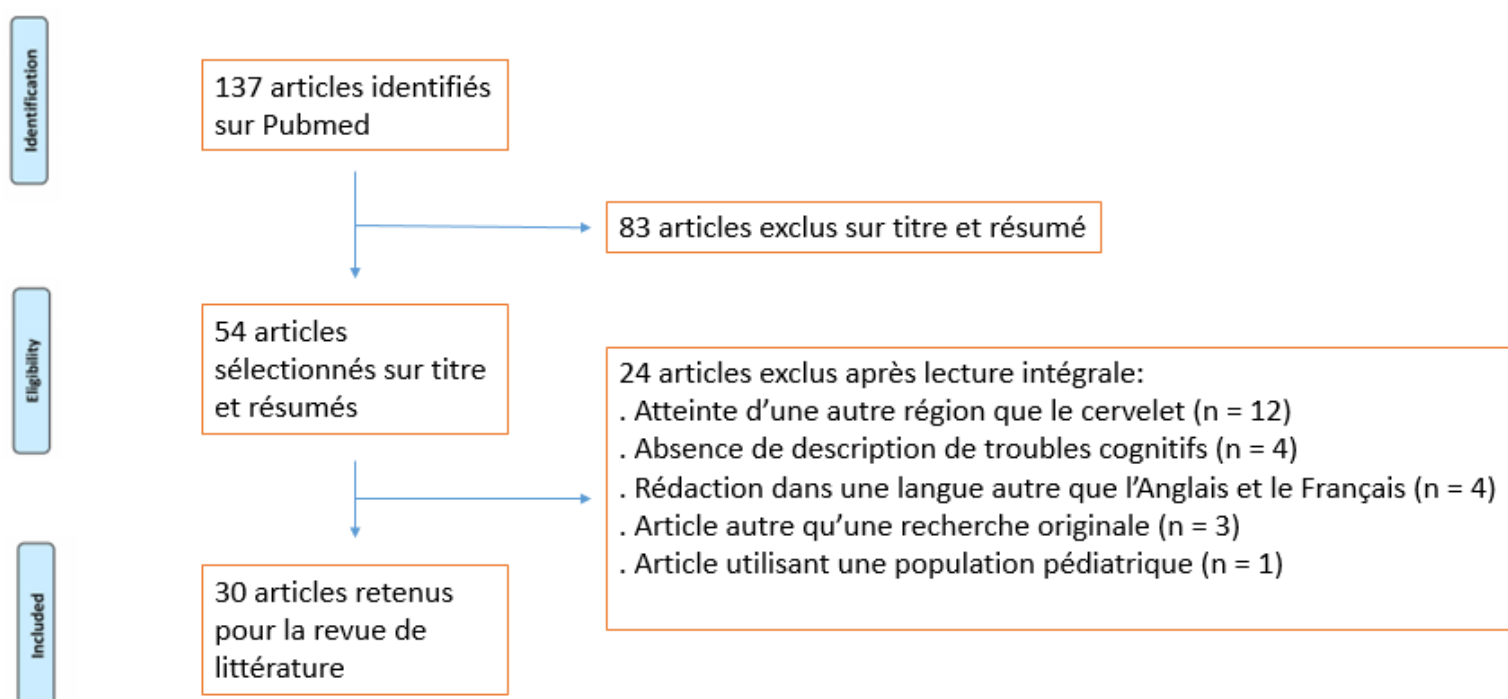 Identification
137 articles identifiés
sur Pubmed
83 articles exclus sur titre et résumé
Eligibility
54 articles
sélectionnés sur titre
et résumés
24 articles exclus après lecture intégrale:
. Atteinte d’une autre région que le cervelet (n = 12)
. Absence de description de troubles cognitifs (n = 4)
. Rédaction dans une langue autre que l’Anglais et le Français (n = 4)
. Article autre qu’une recherche originale (n = 3)
. Article utilisant une population pédiatrique (n = 1)
Included
30 articles retenus
pour la revue de
littérature